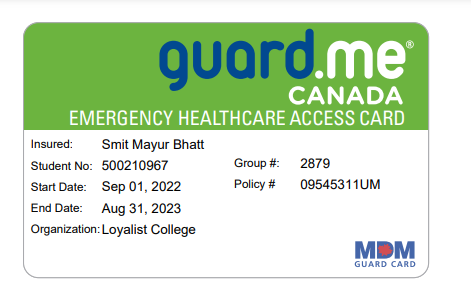 guard.me®
CANADA
EMERGENCY HEALTHCARE ACCESS CARD
Insured: Smit Mayur Bhatt
Student No: 500210967 Group #: 2879
Start Date: Sep 01, 2022 Policy # 09545311UM
End Date: Aug 31, 2023
Organization: Loyalist College
MDM
GUARD CARD